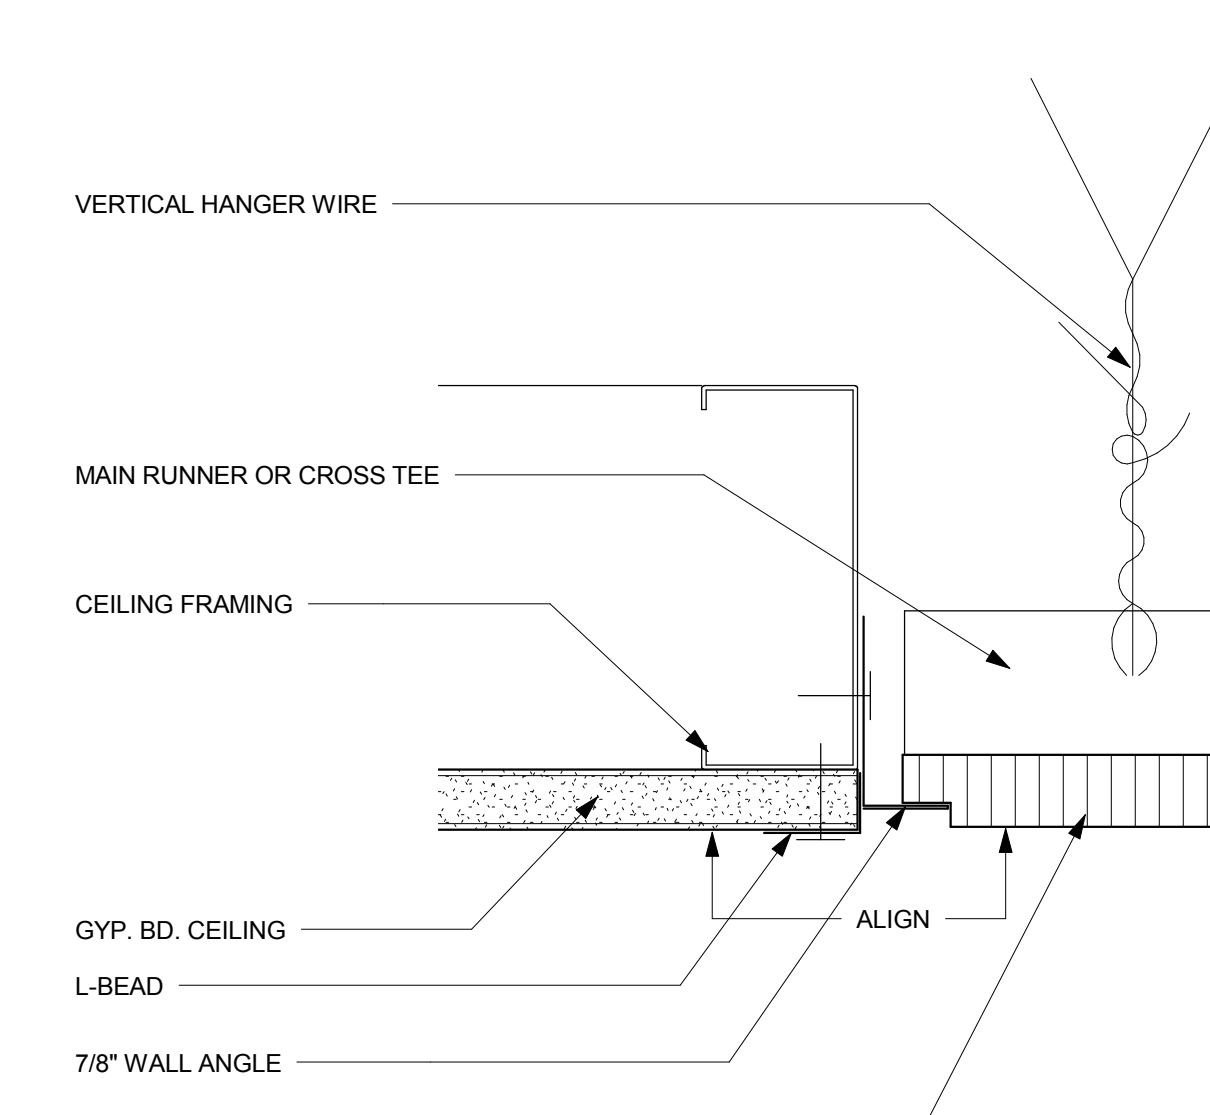 VERTICAL HANGER WIRE
MAIN RUNNER OR CROSS TEE
CEILING FRAMING
ALIGN
GYP. BD. CEILING
L-BEAD
7/8" WALL ANGLE